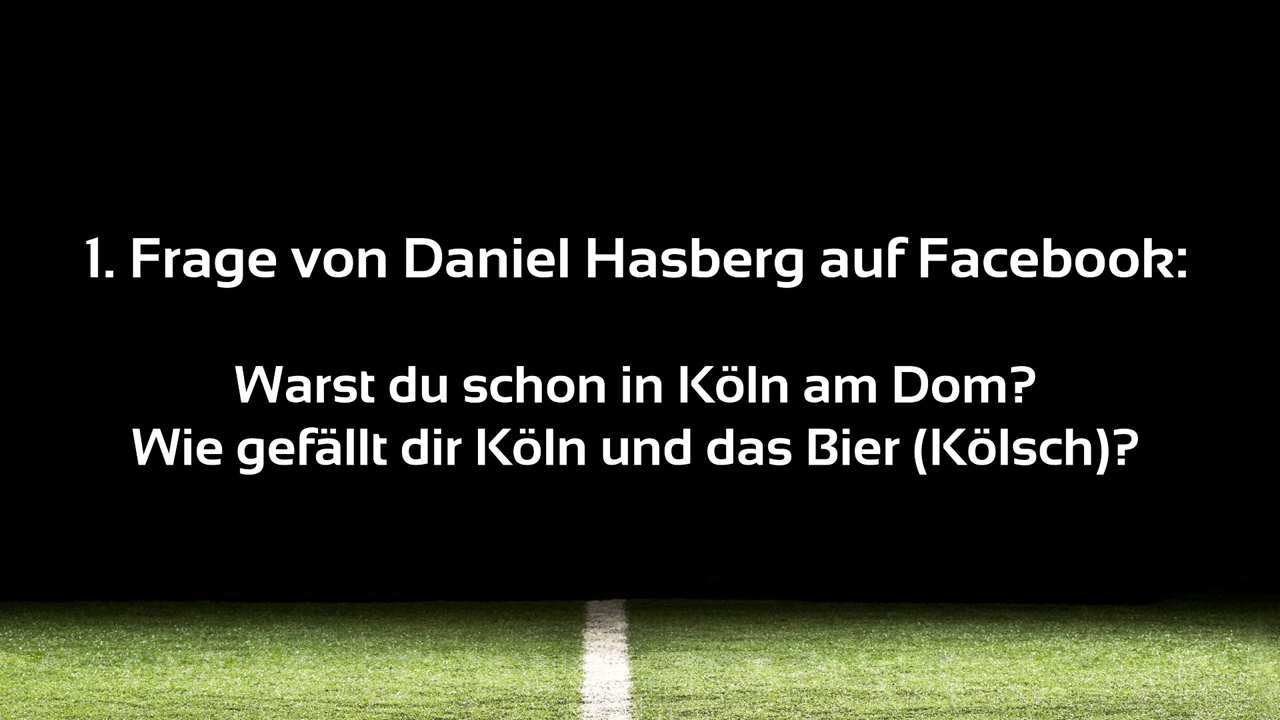 1. Frage von Daniel Hasberg auf Facebook:
Warst du schon in Köln am Dom?
Wie gefällt dir Köln und das Bier (Kölsch)?